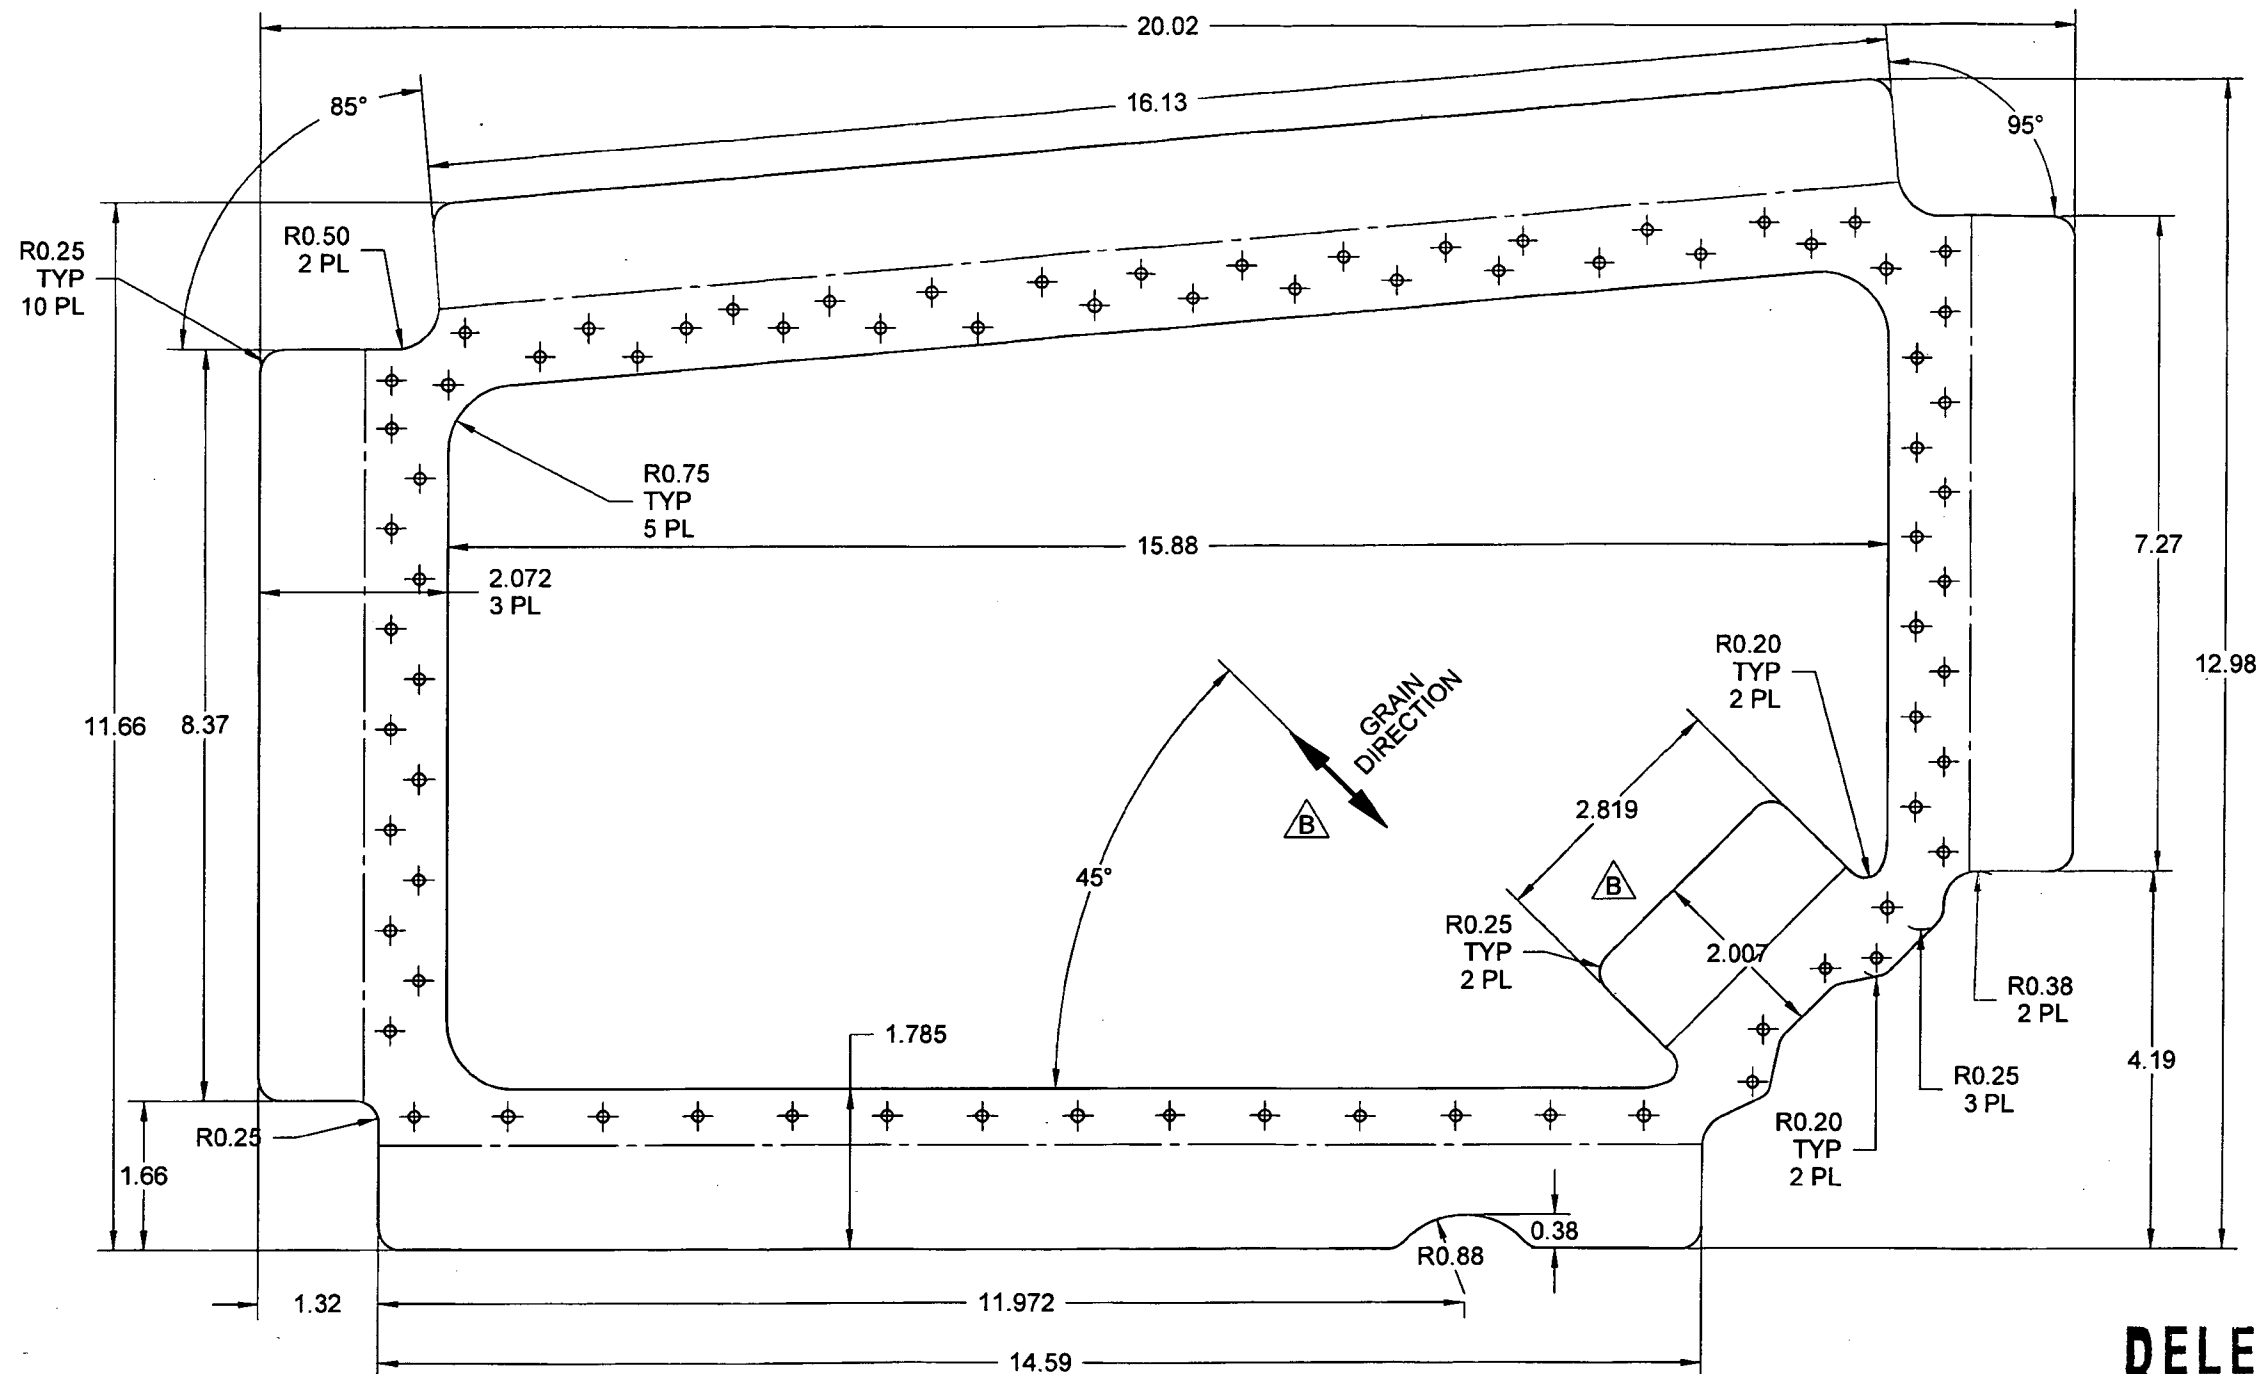 20.02
16.13
85°
95°
R0.50
2 PL
R0.25
TYP
10 PL
R0.75
TYP
5 PL
15.88
7.27
2.072
3 PL
R0.20
TYP
2 PL
12.98
GRAIN
DIRECTION
11.66
8.37
2.819
B
B
45°
R0.25
TYP
2 PL
2.007
R0.38
2 PL
1.785
4.19
R0.25
3 PL
R0.25
R0.20
TYP
2 PL
1.66
0.38
R0.88
1.32
11.972
14.59
DELE